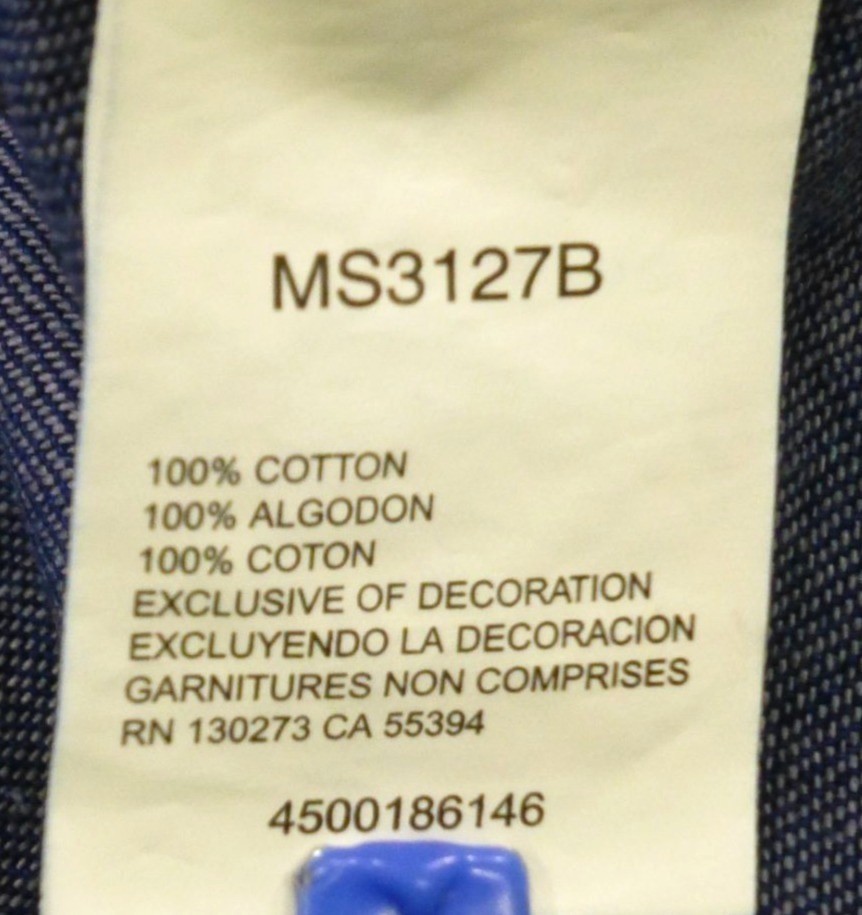 MS3127B
100% COTTON
100% ALGODON
100% COTON
EXCLUSIVE OF DECORATION
EXCLUYENDO LA DECORACION
GARNITURES NON COMPRISES
RN 130273 CA 55394
4500186146